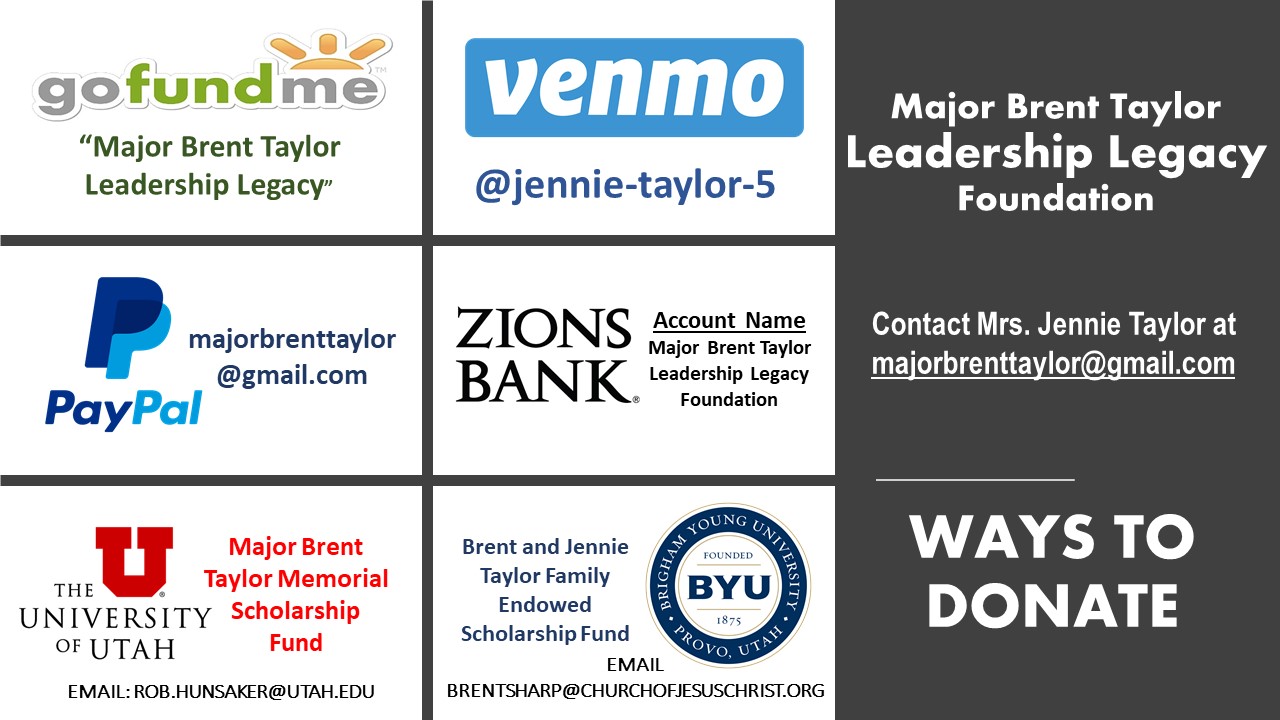 gofundme™
“Major Brent Taylor
Leadership Legacy”
venmo
@jennie-taylor-5
PayPal
majorbrenttaylor
@gmail.com
ZIONS
BANK®
Account Name
Major Brent Taylor
Leadership Legacy
Foundation
U
THE
UNIVERSITY
OF UTAH
Major Brent
Taylor Memorial
Scholarship
Fund
EMAIL: ROB.HUNSAKER@UTAH.EDU
Brent and Jennie
Taylor Family
Endowed
Scholarship Fund
BRIGHAM YOUNG UNIVERSITY
FOUNDED
BYU
1875
PROVO, UTAH
EMAIL
BRENTSHARP@CHURCHOFJESUSCHRIST.ORG
Major Brent Taylor
Leadership Legacy
Foundation
Contact Mrs. Jennie Taylor at
majorbrenttaylor@gmail.com
WAYS TO
DONATE